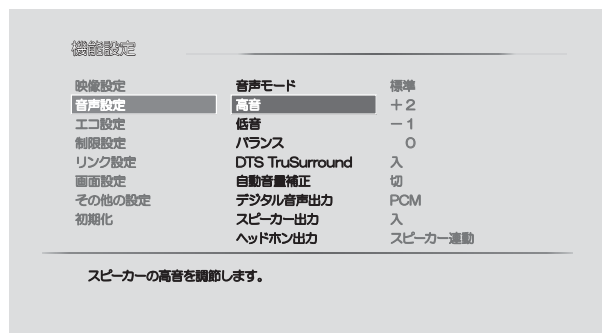 機能設定
映像設定 音声モード 標準
音声設定 高音 +2
エコ設定 低音 -1
制限設定 バランス 0
リンク設定 DTS TruSurround 入
画面設定 自動音量補正 切
その他の設定 デジタル音声出力 PCM
初期化 スピーカー出力 入
ヘッドホン出力 スピーカー連動
スピーカーの高音を調節します。